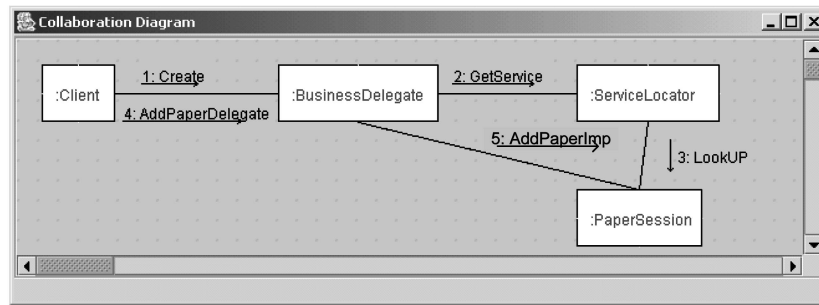 Collaboration Diagram
1: Create
2: GetService
:Client
:BusinessDelegate
:ServiceLocator
4: AddPaperDelegate
5: AddPaperImp
3: LookUP
:PaperSession